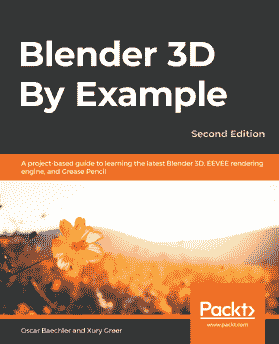 Blender 3D
By Example
Second Edition
A project-based guide to learning the latest Blender 3D, EEVEE rendering
engine, and Grease Pencil
Packt>
www.packt.com
Oscar Baechler and Xury Greer